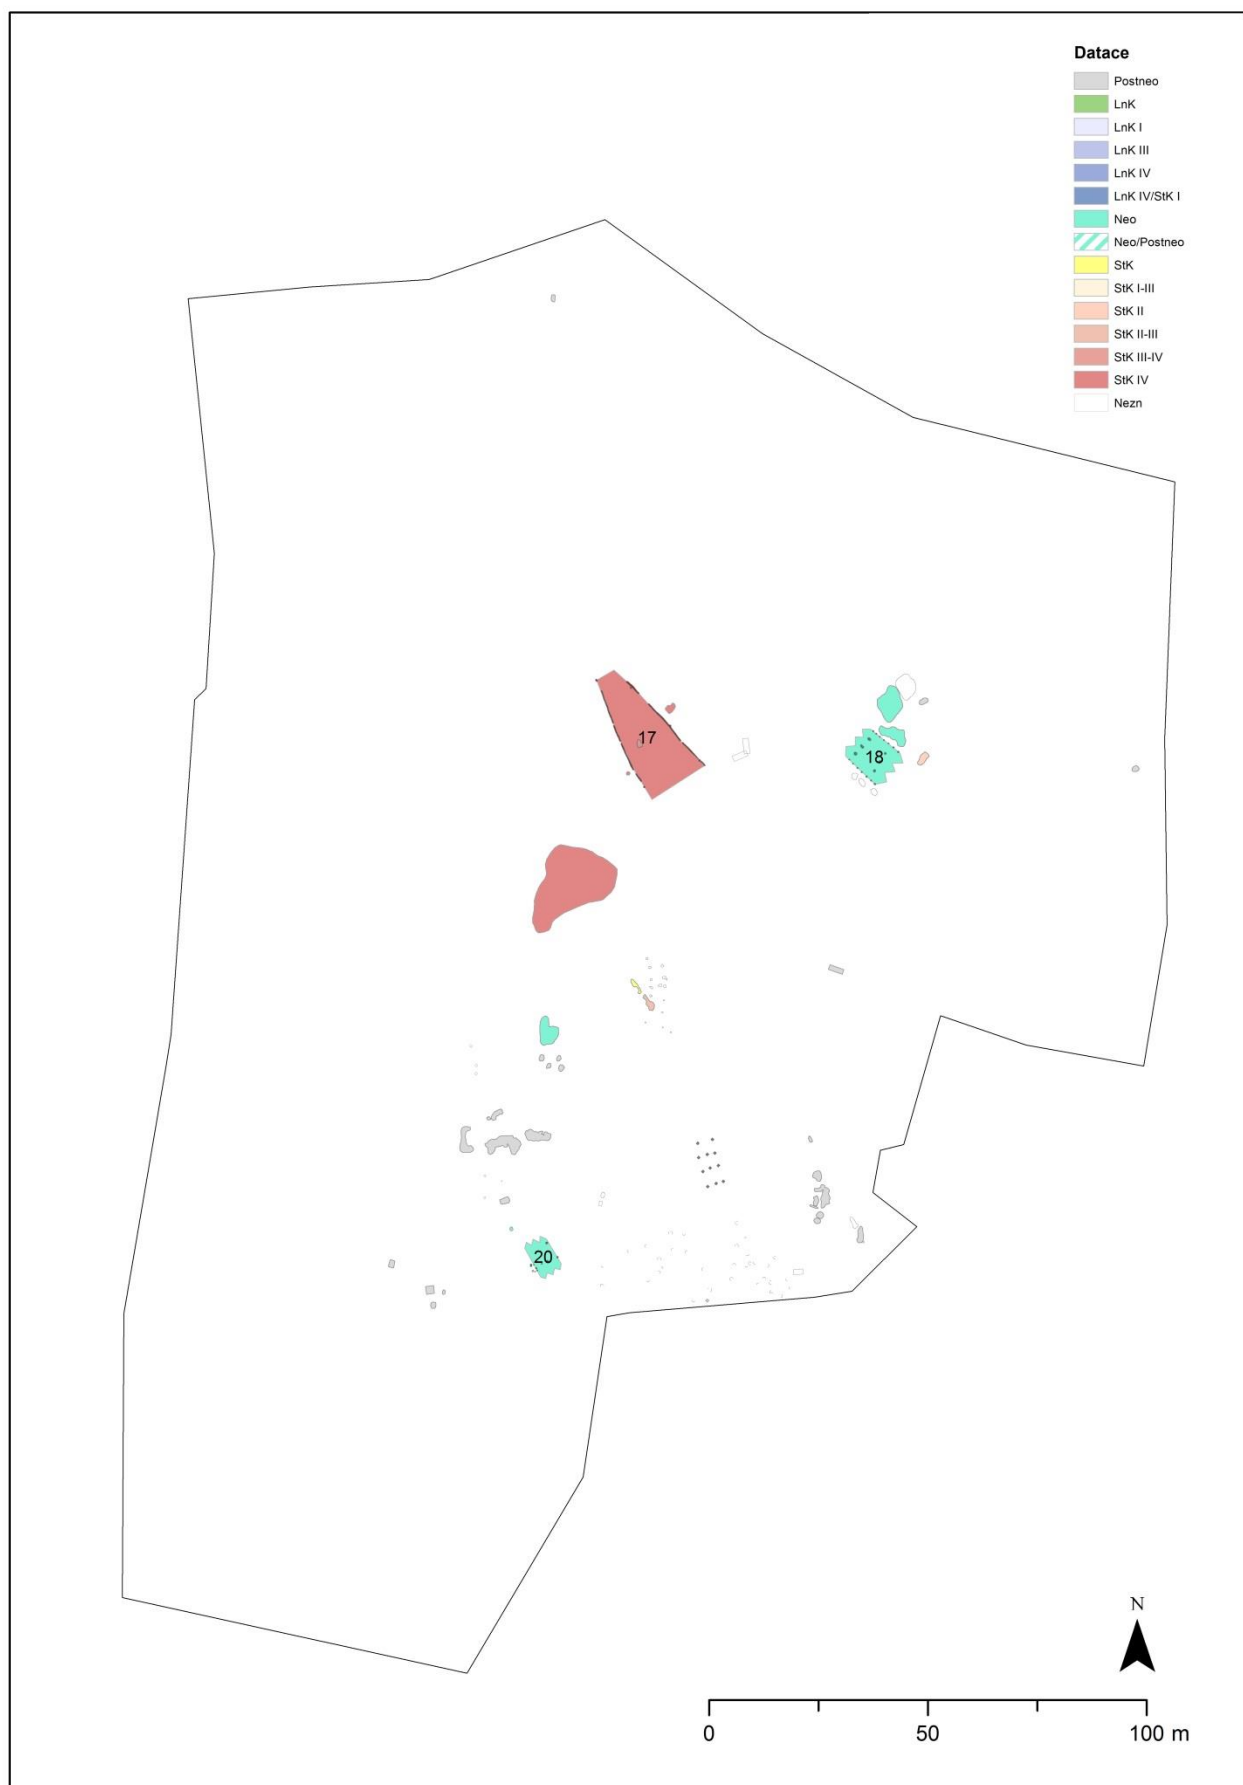 Datace
Postneo
LnK
LnK I
LnK III
LnK IV
LnK IV/StK I
Neo
Neo/Postneo
StK
StK I-III
StK II
StK II-III
StK III-IV
StK IV
Nezn
17
18
20
N
0 50 100 m